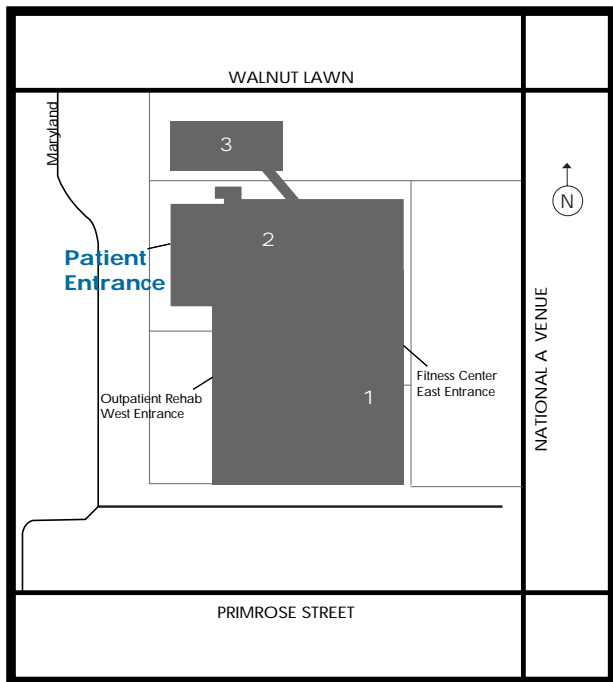 WALNUT LAWN
Maryland
3
N
2
Patient
Entrance
NATIONAL A VENUE
Fitness Center
East Entrance
1
Outpatient Rehab
West Entrance
PRIMROSE STREET